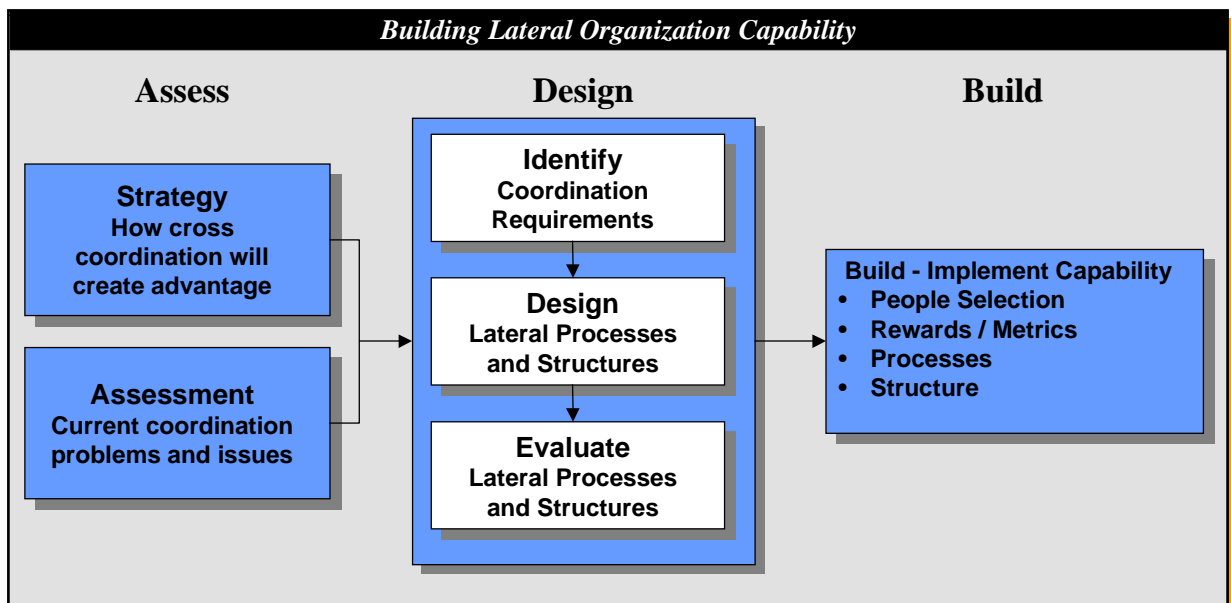 Building Lateral Organization Capability
Assess
Design
Build
Strategy
How cross
coordination will
create advantage
Assessment
Current coordination
problems and issues
Identify
Coordination
Requirements
Design
Lateral Processes
and Structures
Evaluate
Lateral Processes
and Structures
Build - Implement Capability
• People Selection
• Rewards / Metrics
• Processes
• Structure